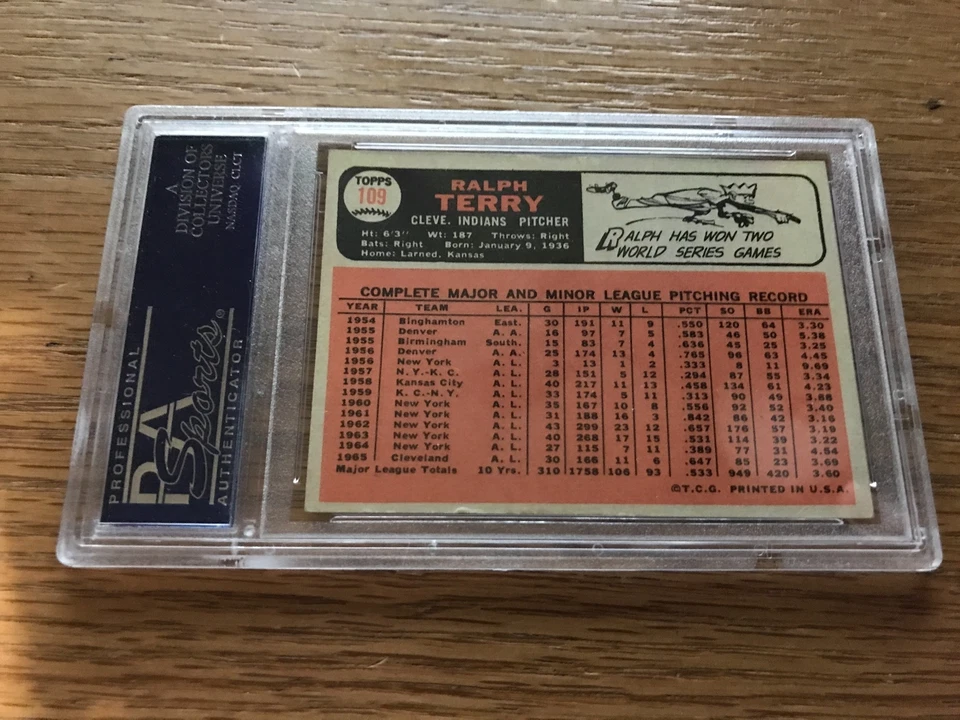 A
DIVISION OF
COLLECTORS
UNIVERSE
NASDAQ CLCT
PROFESSIONAL
PSA
Sports®
AUTHENTICATOR
TOPPS
109
RALPH
TERRY
CLEVE. INDIANS PITCHER
Ht: 6'3" Wt: 187 Throws: Right
Bats: Right Born: January 9, 1936
Home: Larned, Kansas
RALPH HAS WON TWO
WORLD SERIES GAMES
COMPLETE MAJOR AND MINOR LEAGUE PITCHING RECORD
YEAR TEAM LEA. G IP W L PCT SO BB ERA
1954 Binghamton East. 30 191 11 9 .550 120 64 3.30
1955 Denver A.A. 16 97 7 5 .583 46 50 5.38
1955 Birmingham South. 15 83 7 4 .636 45 25 3.25
1956 Denver A.A. 25 174 13 4 .765 96 63 4.45
1956 New York A.L. 3 13 1 2 .333 8 11 9.69
1957 N.Y.-K.C. A.L. 28 151 5 12 .294 87 55 3.34
1958 Kansas City A.L. 40 217 11 13 .458 134 61 4.23
1959 K.C.-N.Y. A.L. 33 174 5 11 .313 90 49 3.88
1960 New York A.L. 35 167 10 8 .556 92 52 3.40
1961 New York A.L. 31 188 16 3 .842 86 42 3.16
1962 New York A.L. 43 299 23 12 .657 176 57 3.19
1963 New York A.L. 40 268 17 15 .531 114 39 3.22
1964 New York A.L. 27 115 7 11 .389 77 31 4.54
1965 Cleveland A.L. 30 166 11 6 .647 85 23 3.69
Major League Totals 10 Yrs. 310 1758 106 93 .533 949 420 3.60
©T.C.G. PRINTED IN U.S.A.